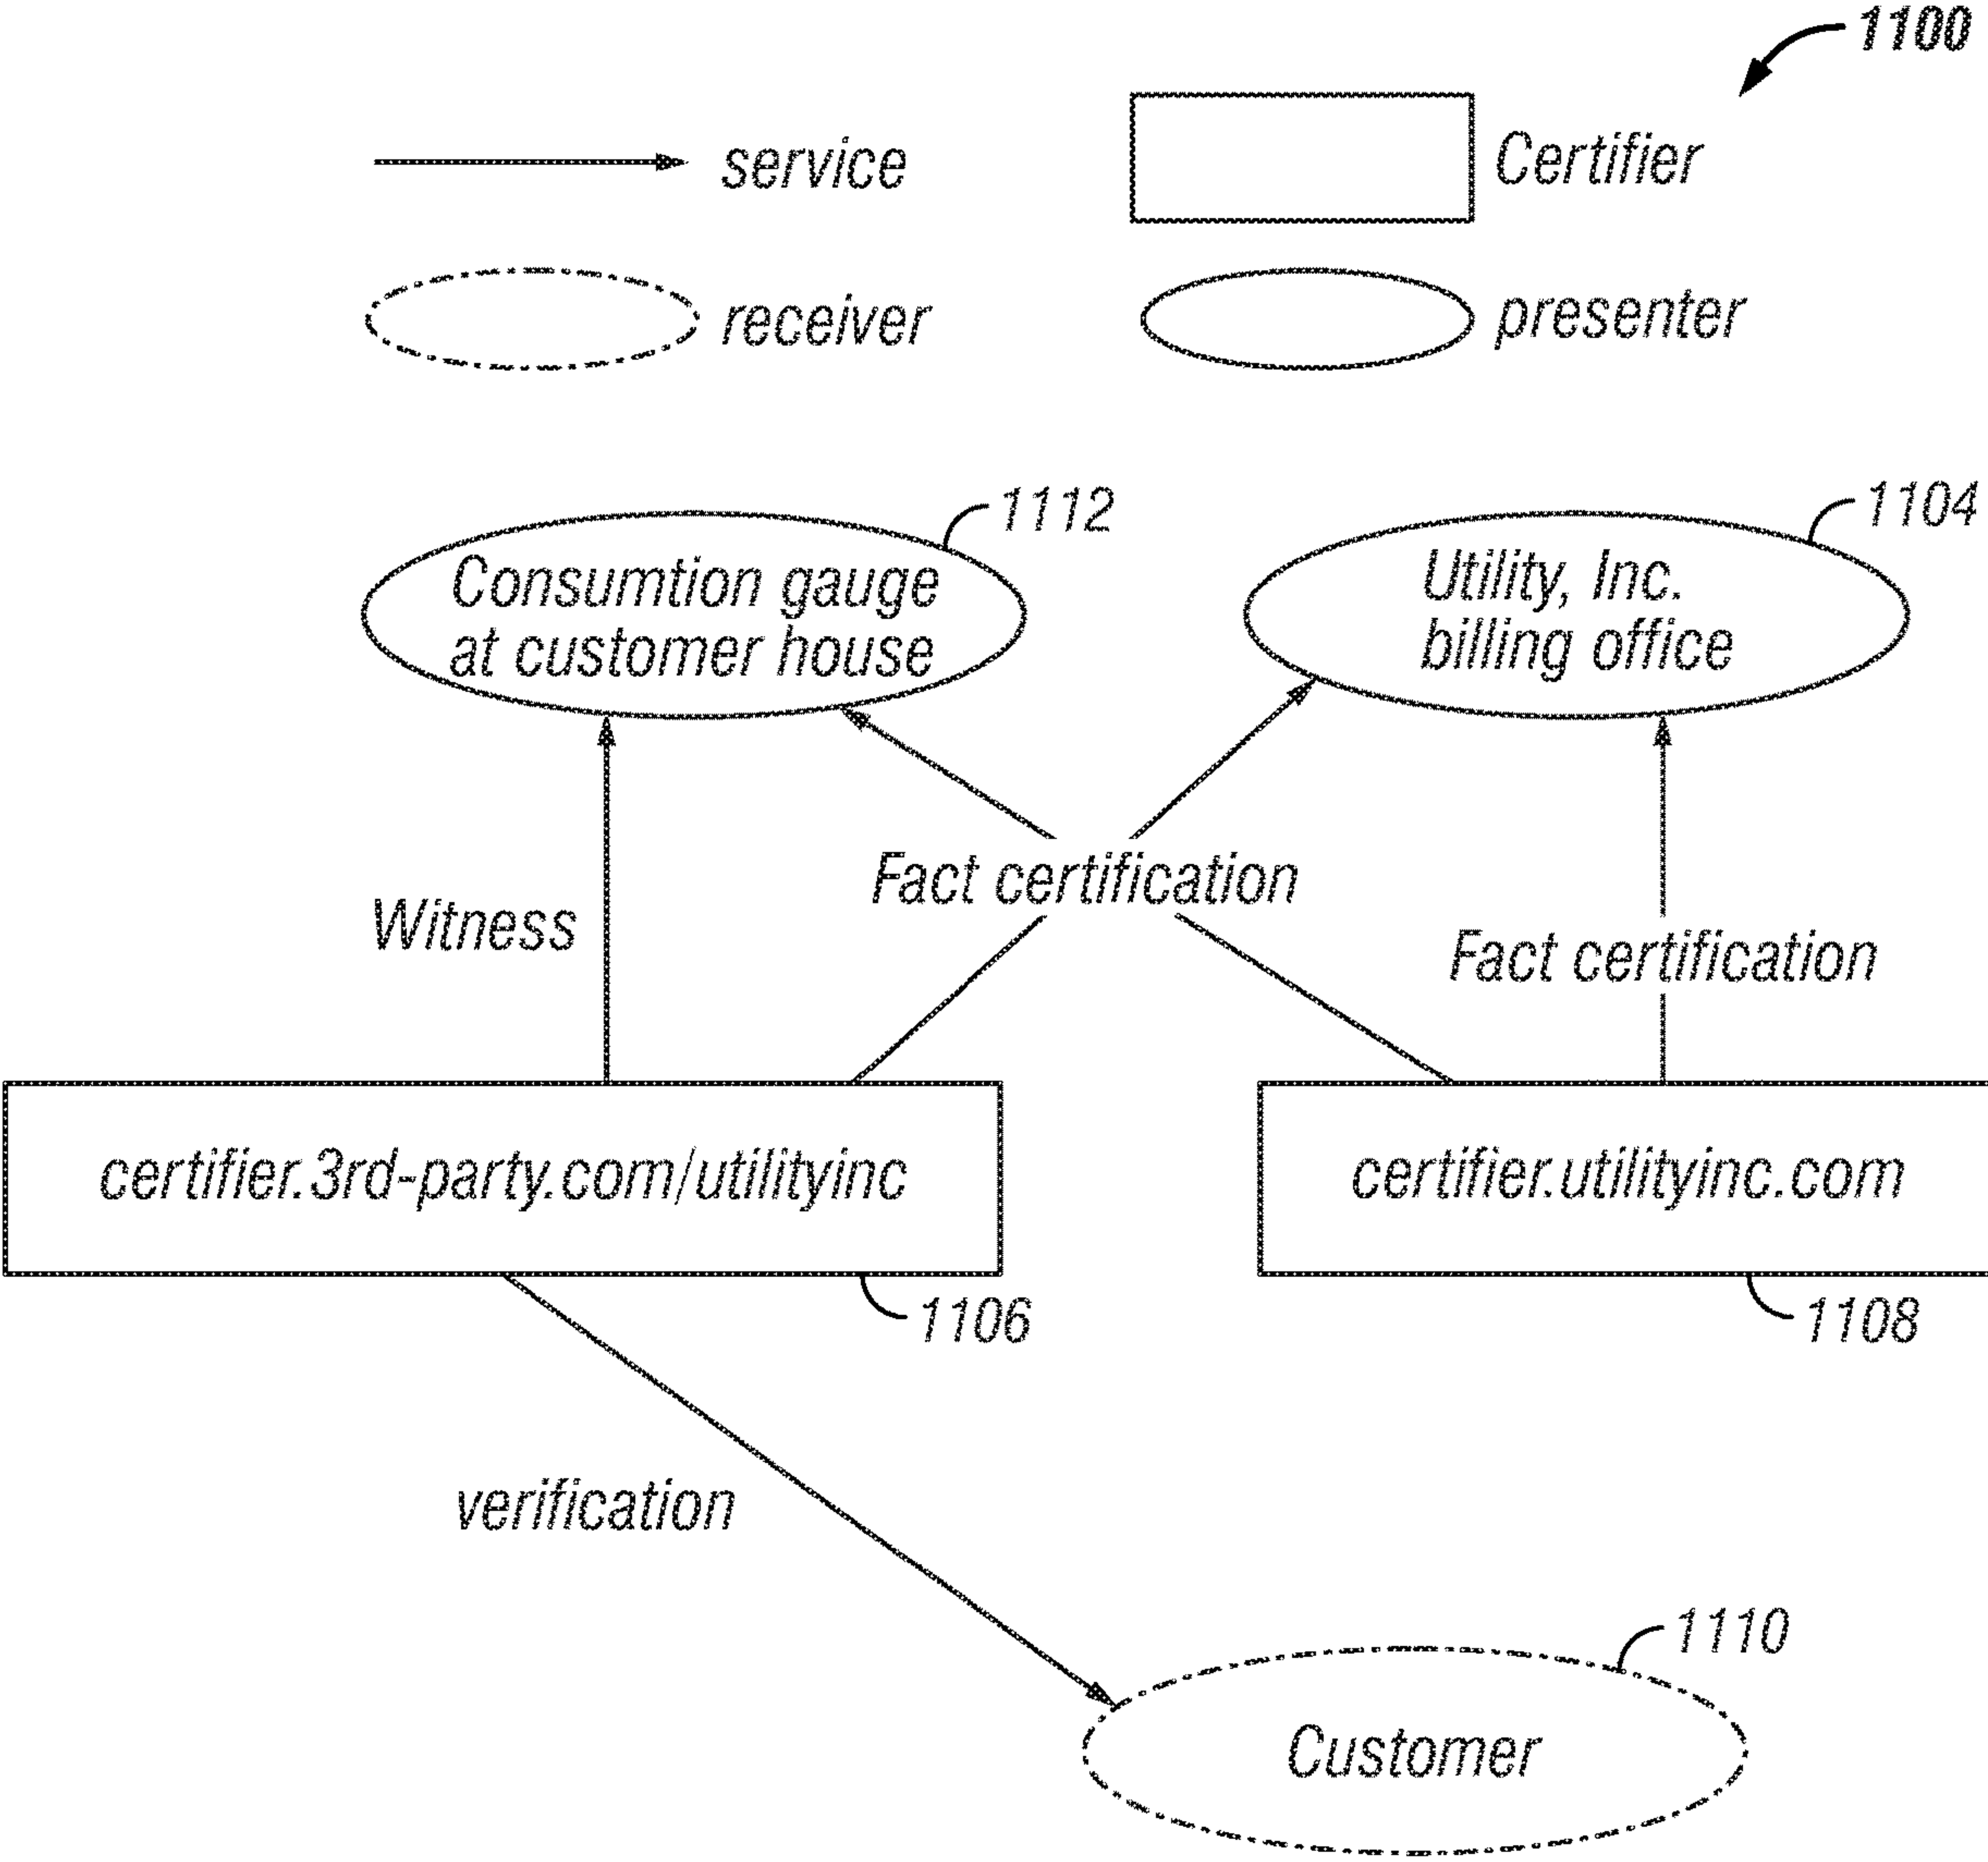 1100
service
Certifier
receiver
presenter
1112
1104
Consumtion gauge
at customer house
Utility, Inc.
billing office
Fact certification
Witness
Fact certification
certifier.3rd-party.com/utilityinc
certifier.utilityinc.com
1106
1108
verification
1110
Customer